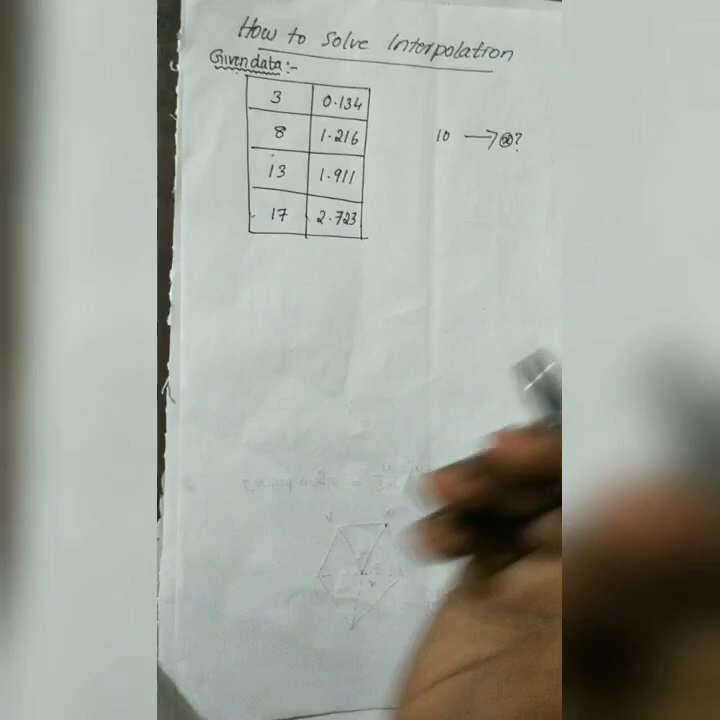 How to Solve Interpolation
Given data :-
3 0.134
8 1.216
13 1.911
17 2.723
10 → x?